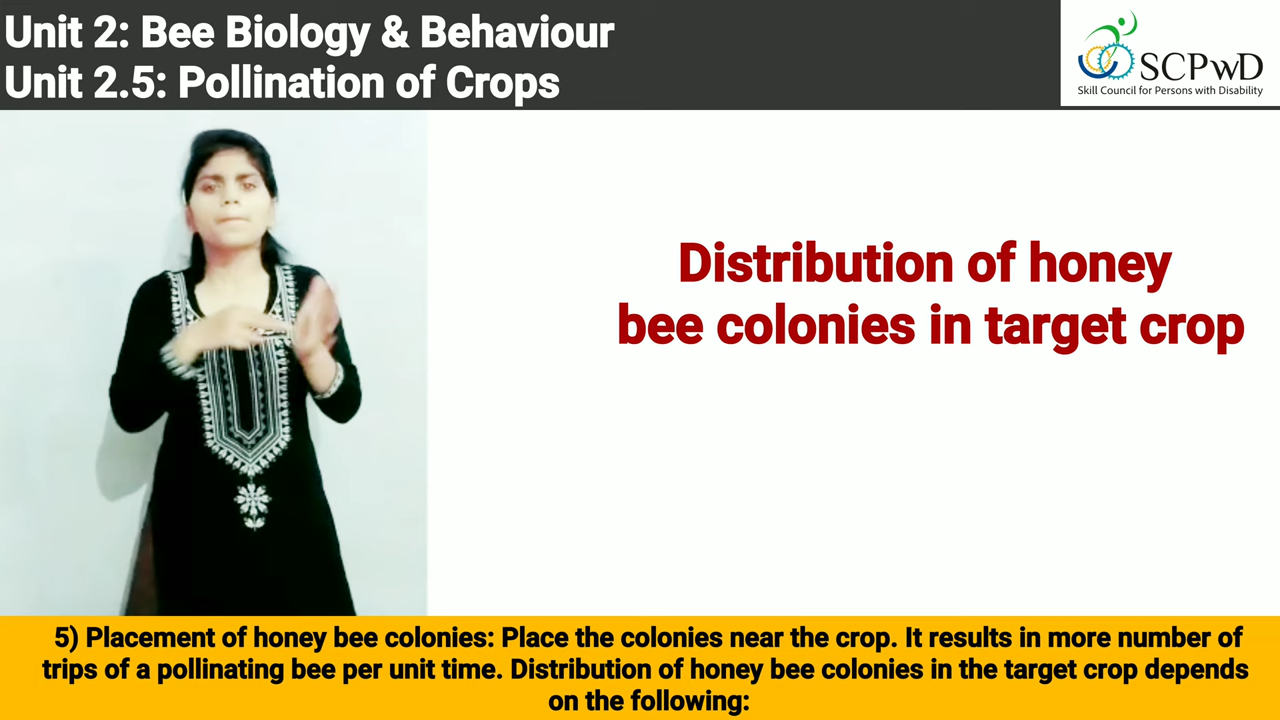 Unit 2: Bee Biology & Behaviour
Unit 2.5: Pollination of Crops
SCPwD
Skill Council for Persons with Disability
Distribution of honey
bee colonies in target crop
5) Placement of honey bee colonies: Place the colonies near the crop. It results in more number of
trips of a pollinating bee per unit time. Distribution of honey bee colonies in the target crop depends
on the following: